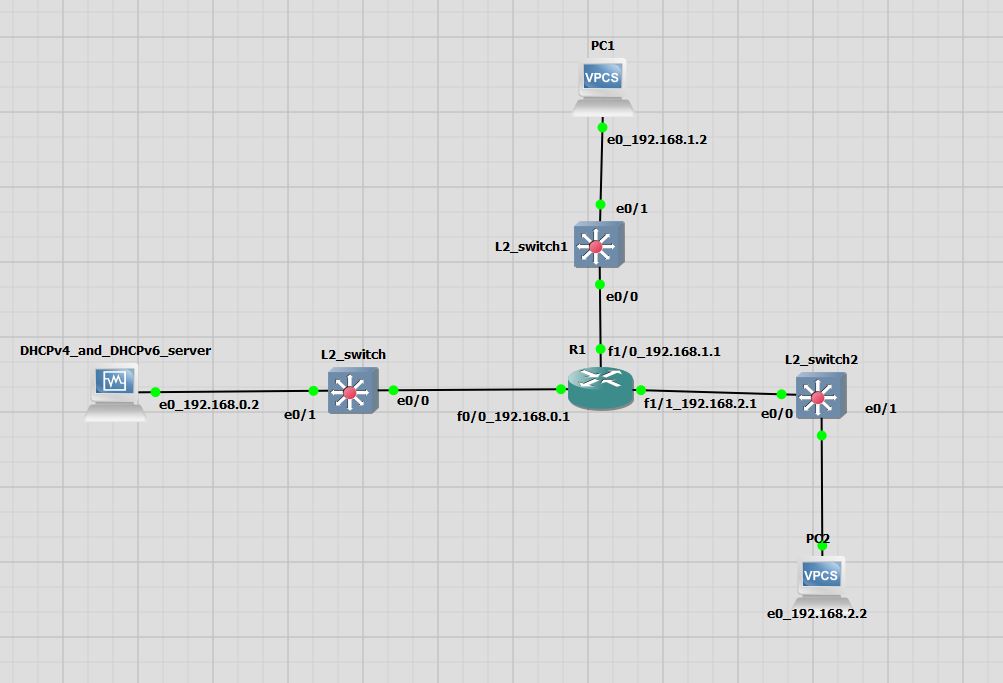 PC1
VPCS
e0_192.168.1.2
e0/1
L2_switch1
e0/0
R1
f1/0_192.168.1.1
DHCPv4_and_DHCPv6_server
L2_switch
L2_switch2
e0_192.168.0.2
e0/1
e0/0
f0/0_192.168.0.1
f1/1_192.168.2.1
e0/0
e0/1
PC2
VPCS
e0_192.168.2.2